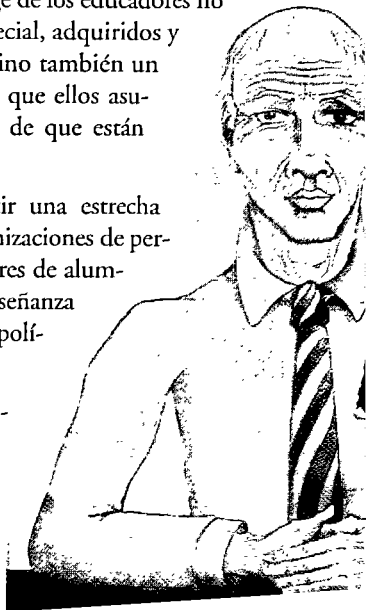 ge de los educadores no
ecial, adquiridos y
ino también un
que ellos asu-
de que están
ir una estrecha
nizaciones de per-
res de alum-
señanza
polí-
-